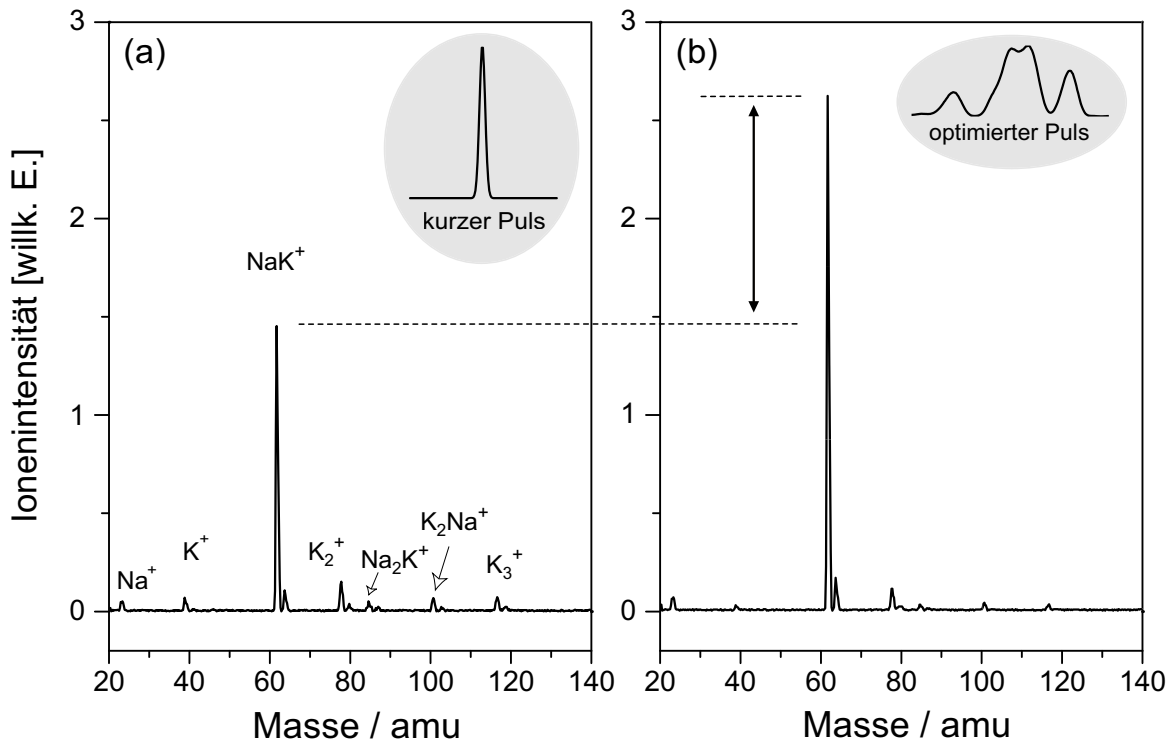 (a)
kurzer Puls
NaK⁺
Na⁺
K⁺
K₂⁺
Na₂K⁺
K₂Na⁺
K₃⁺
Ionenintensität [willk. E.]
3
2
1
0
20 40 60 80 100 120 140
Masse / amu
(b)
optimierter Puls
3
2
1
0
20 40 60 80 100 120 140
Masse / amu